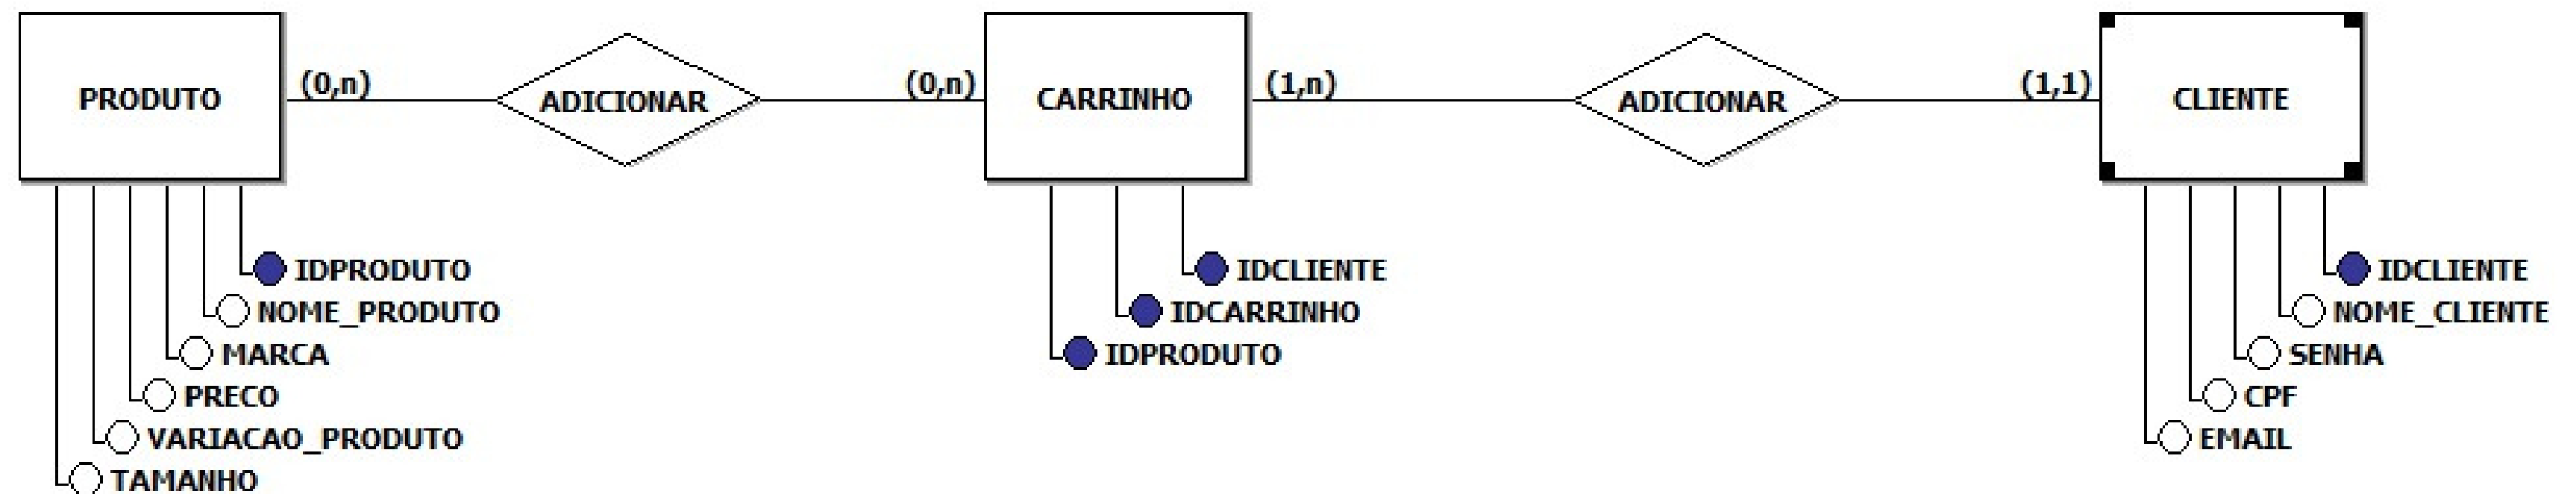 PRODUTO
(0,n)
ADICIONAR
(0,n)
CARRINHO
(1,n)
ADICIONAR
(1,1)
CLIENTE
IDPRODUTO
NOME_PRODUTO
MARCA
PRECO
VARIACAO_PRODUTO
TAMANHO
IDCLIENTE
IDCARRINHO
IDPRODUTO
IDCLIENTE
NOME_CLIENTE
SENHA
CPF
EMAIL